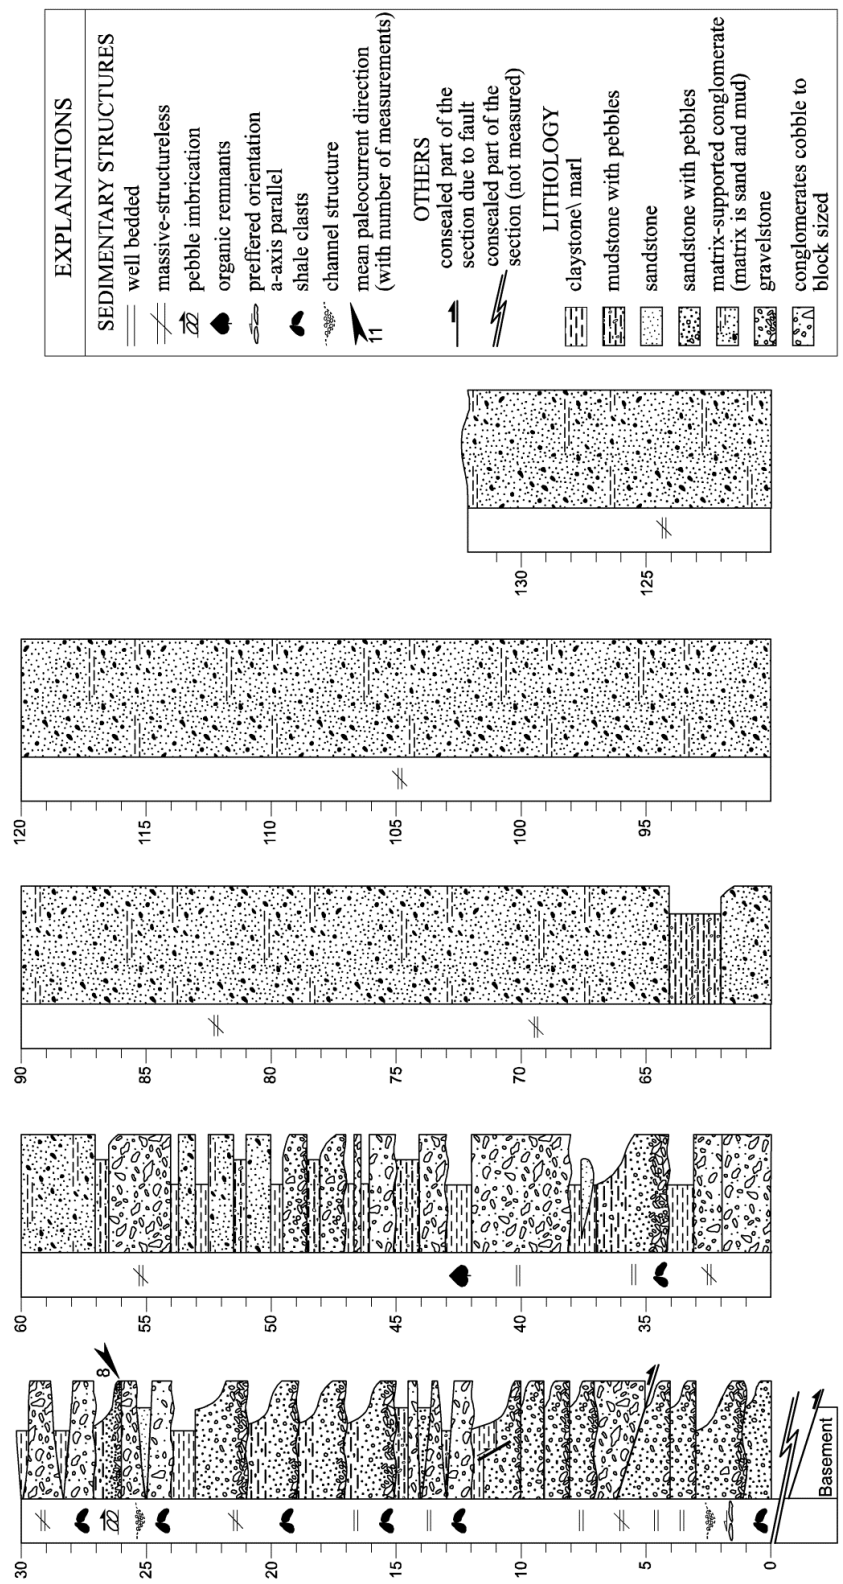 EXPLANATIONS
SEDIMENTARY STRUCTURES
well bedded
massive-structureless
pebble imbrication
organic remnants
preffered orientation
a-axis parallel
shale clasts
channel structure
11
mean paleocurrent direction
(with number of measurements)
OTHERS
consealed part of the
section due to fault
consealed part of the
section (not measured)
LITHOLOGY
claystone\ marl
mudstone with pebbles
sandstone
sandstone with pebbles
matrix-supported conglomerate
(matrix is sand and mud)
gravelstone
conglomerates cobble to
block sized
30
25
20
15
10
5
0
8
Basement
60
55
50
45
40
35
90
85
80
75
70
65
120
115
110
105
100
95
130
125